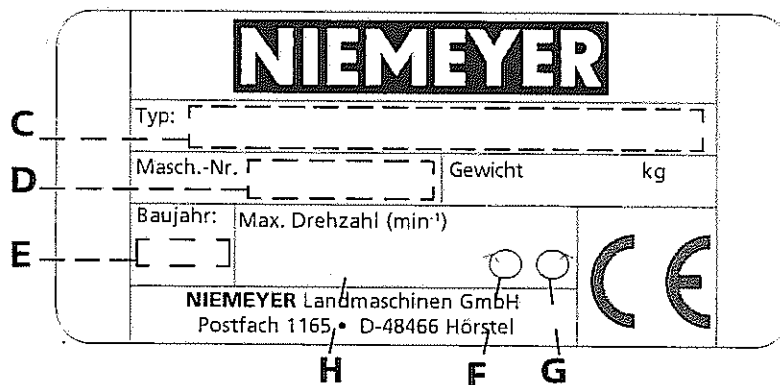 NIEMEYER
C
Typ:
D
Masch.-Nr.
Gewicht kg
E
Baujahr:
Max. Drehzahl (min⁻¹)
CE
NIEMEYER Landmaschinen GmbH
Postfach 1165 • D-48466 Hörstel
H F G